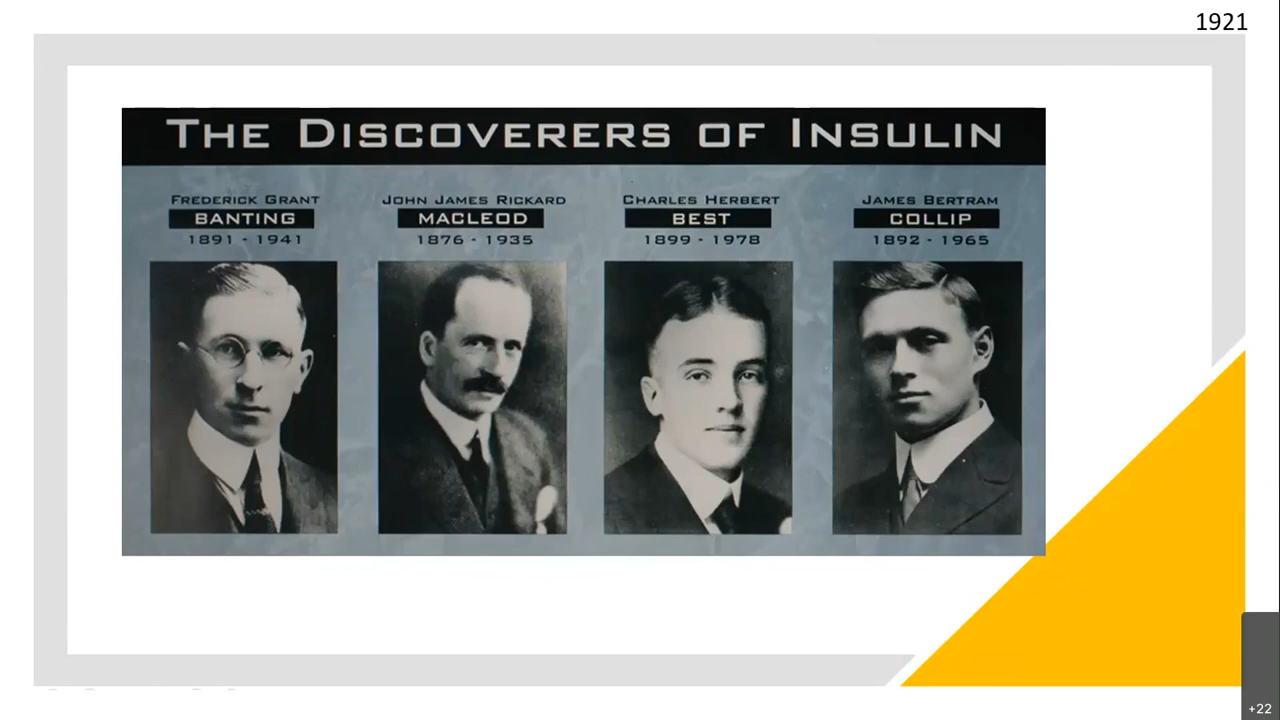 1921
THE DISCOVERERS OF INSULIN
FREDERICK GRANT
BANTING
1891 - 1941
JOHN JAMES RICKARD
MACLEOD
1876 - 1935
CHARLES HERBERT
BEST
1899 - 1978
JAMES BERTRAM
COLLIP
1892 - 1965
+22